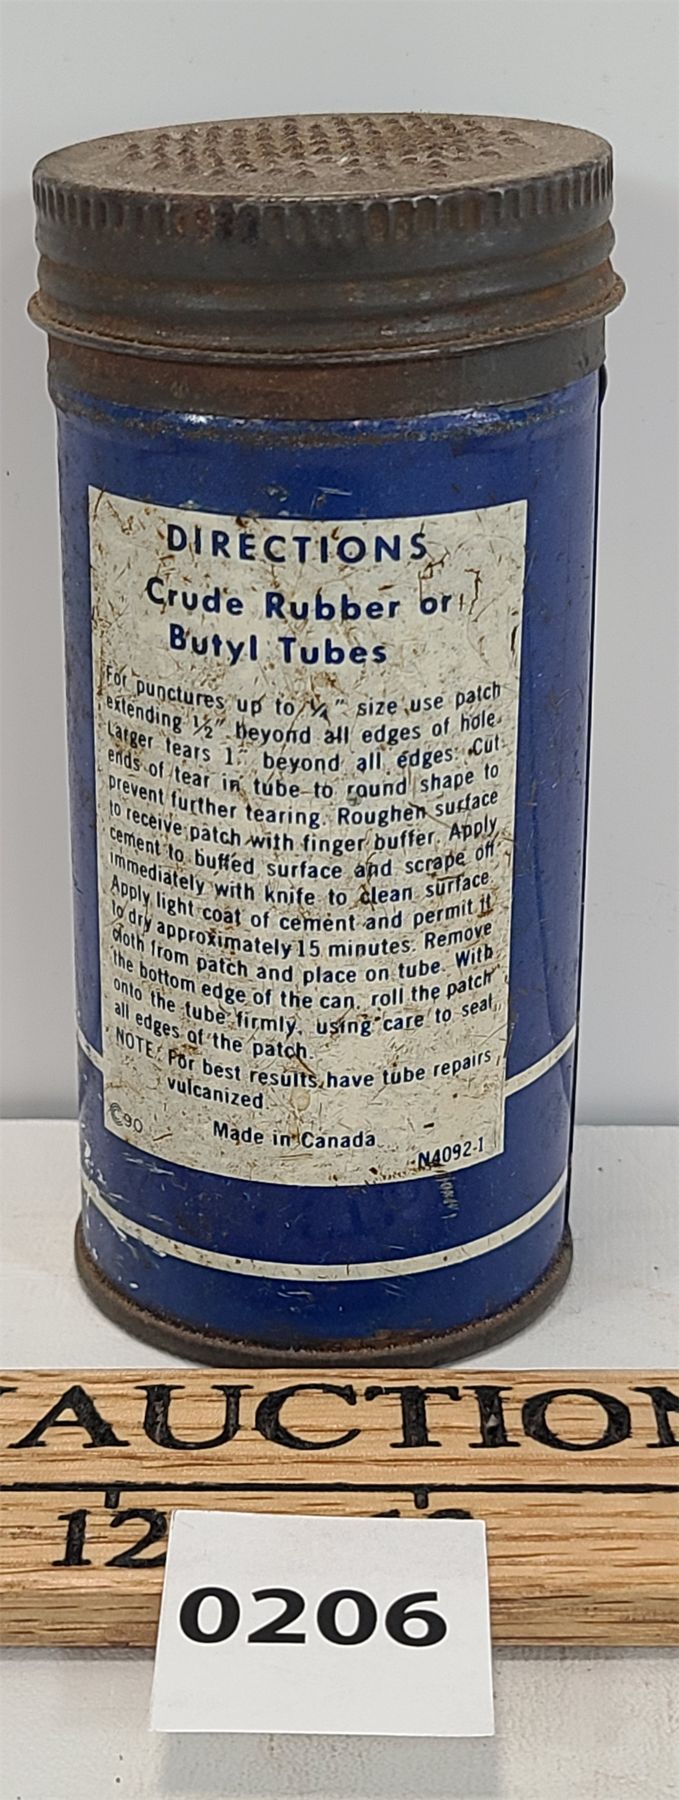 DIRECTIONS
Crude Rubber or
Butyl Tubes
For punctures up to ¼" size use patch
extending ½" beyond all edges of hole.
Larger tears 1" beyond all edges. Cut
ends of tear in tube to round shape to
prevent further tearing. Roughen surface
to receive patch with finger buffer. Apply
cement to buffed surface and scrape off
immediately with knife to clean surface.
Apply light coat of cement and permit it
to dry approximately 15 minutes. Remove
cloth from patch and place on tube. With
the bottom edge of the can, roll the patch
onto the tube firmly, using care to seal
all edges of the patch.
NOTE: For best results, have tube repairs
vulcanized
©90
Made in Canada
N4092-1
AUCTION
12
0206